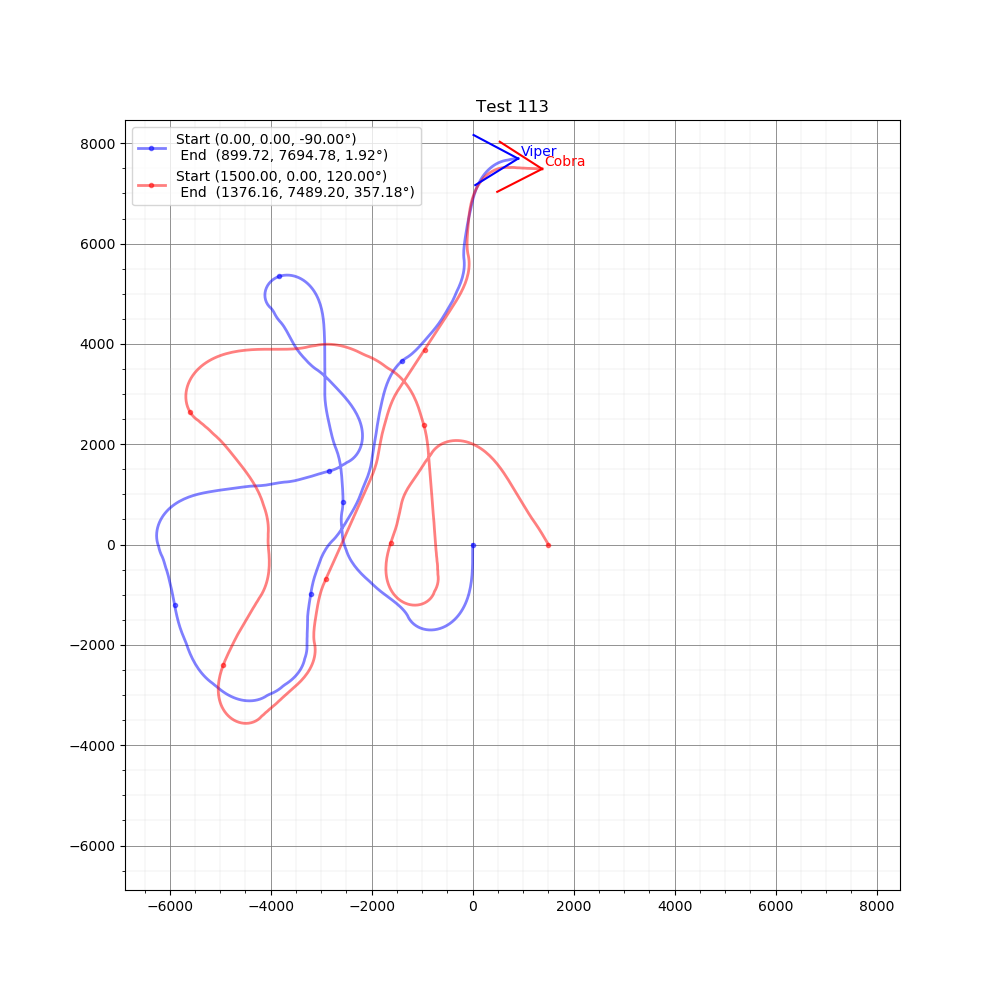 Test 113
Start (0.00, 0.00, -90.00°)
End  (899.72, 7694.78, 1.92°)
Start (1500.00, 0.00, 120.00°)
End  (1376.16, 7489.20, 357.18°)
Viper
Cobra
8000
6000
4000
2000
0
−2000
−4000
−6000
−6000 −4000 −2000 0 2000 4000 6000 8000